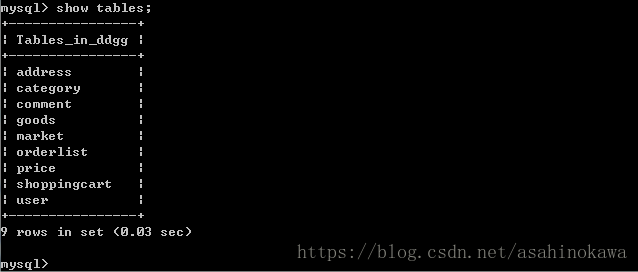 mysql> show tables;
+----------------+
¦ Tables_in_ddgg ¦
+----------------+
¦ address        ¦
¦ category       ¦
¦ comment        ¦
¦ goods          ¦
¦ market         ¦
¦ orderlist      ¦
¦ price          ¦
¦ shoppingcart   ¦
¦ user           ¦
+----------------+
9 rows in set (0.03 sec)
https://blog.csdn.net/asahinokawa
mysql>